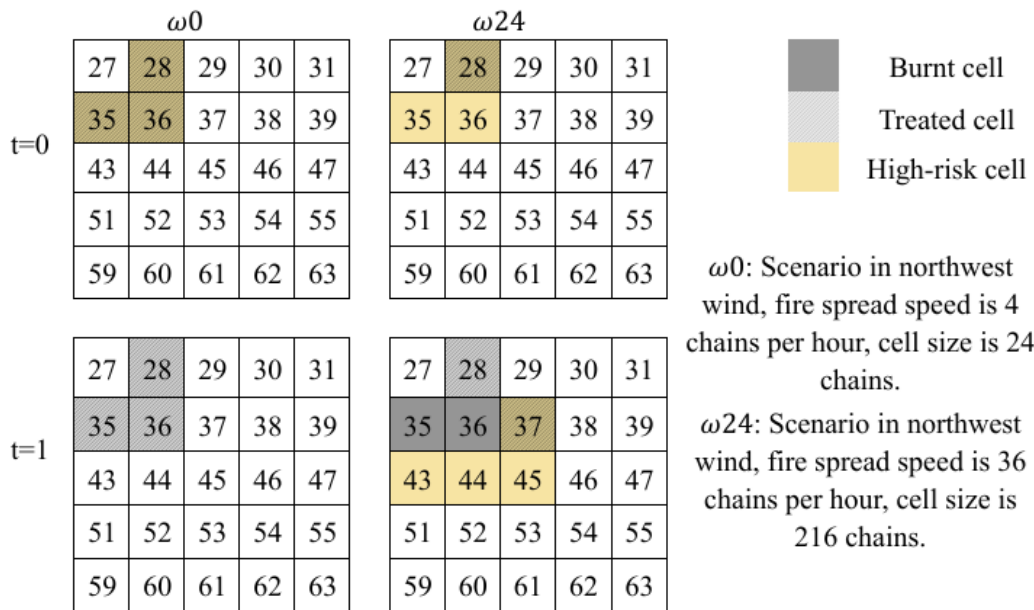 ω0 ω24
27 28 29 30 31 27 28 29 30 31
Burnt cell
35 36 37 38 39 35 36 37 38 39
Treated cell
t=0
43 44 45 46 47 43 44 45 46 47
High-risk cell
51 52 53 54 55 51 52 53 54 55
59 60 61 62 63 59 60 61 62 63
ω0: Scenario in northwest
wind, fire spread speed is 4
chains per hour, cell size is 24
chains.
27 28 29 30 31 27 28 29 30 31
35 36 37 38 39 35 36 37 38 39
t=1
43 44 45 46 47 43 44 45 46 47
51 52 53 54 55 51 52 53 54 55
59 60 61 62 63 59 60 61 62 63
ω24: Scenario in northwest
wind, fire spread speed is 36
chains per hour, cell size is
216 chains.